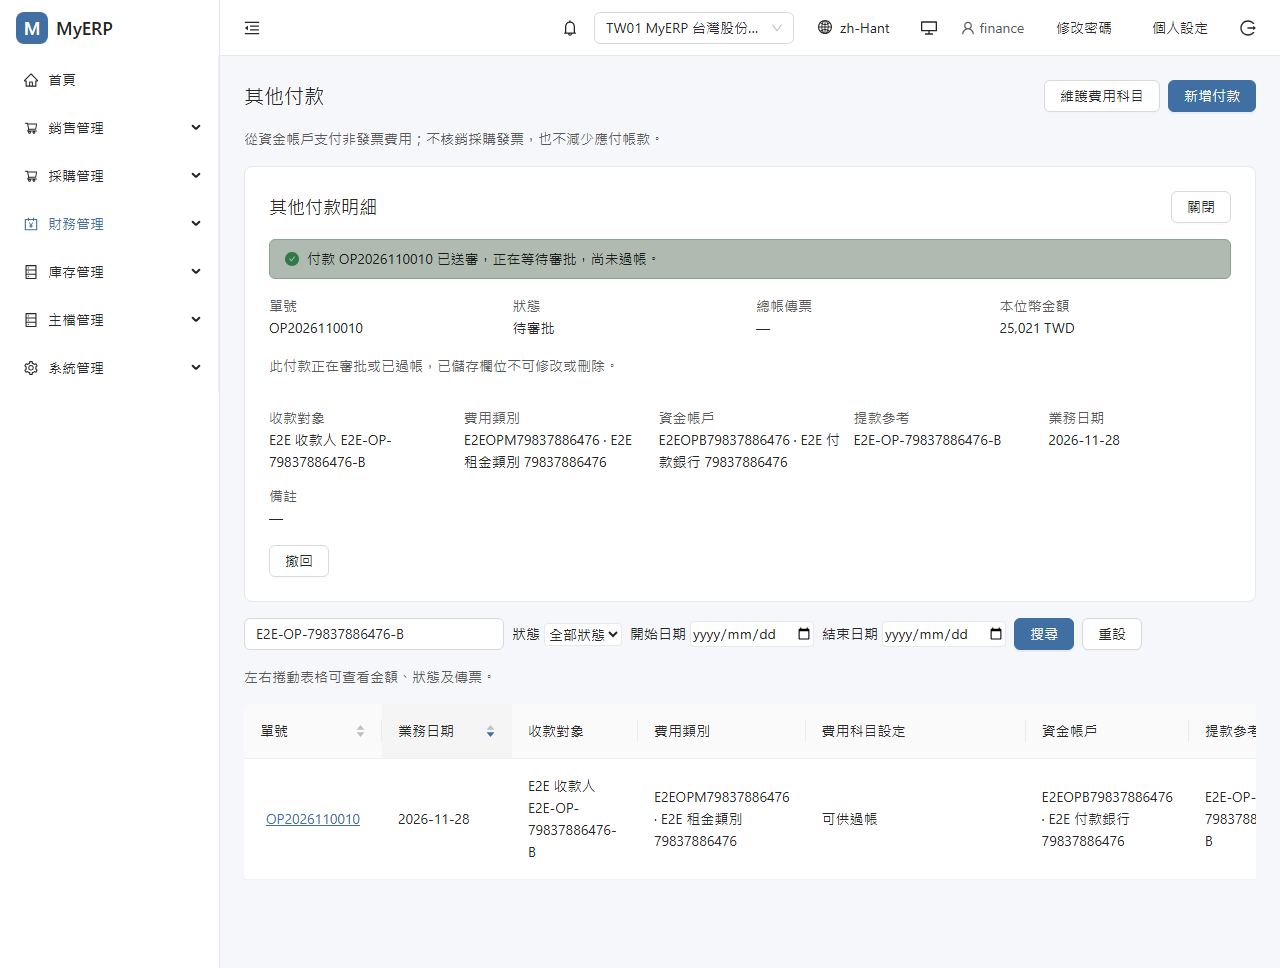 M MyERP
TW01 MyERP 台灣股份... zh-Hant finance 修改密碼 個人設定
首頁
銷售管理
採購管理
財務管理
庫存管理
主檔管理
系統管理
其他付款
維護費用科目 新增付款
從資金帳戶支付非發票費用；不核銷採購發票，也不減少應付帳款。
其他付款明細
關閉
付款 OP2026110010 已送審，正在等待審批，尚未過帳。
單號 狀態 總帳傳票 本位幣金額
OP2026110010 待審批 — 25,021 TWD
此付款正在審批或已過帳，已儲存欄位不可修改或刪除。
收款對象 費用類別 資金帳戶 提款參考 業務日期
E2E 收款人 E2E-OP- E2EOPM79837886476 · E2E E2EOPB79837886476 · E2E 付 E2E-OP-79837886476-B 2026-11-28
79837886476-B 租金類別 79837886476 款銀行 79837886476
備註
—
撤回
E2E-OP-79837886476-B 狀態 全部狀態 開始日期 yyyy/mm/dd 結束日期 yyyy/mm/dd 搜尋 重設
左右捲動表格可查看金額、狀態及傳票。
單號 業務日期 收款對象 費用類別 費用科目設定 資金帳戶 提款參考
E2E 收款人
E2EOPM79837886476 E2EOPB79837886476 E2E-OP-
E2E-OP-
OP2026110010 2026-11-28 · E2E 租金類別 可供過帳 · E2E 付款銀行 7983788
79837886476-
79837886476 79837886476 B
B